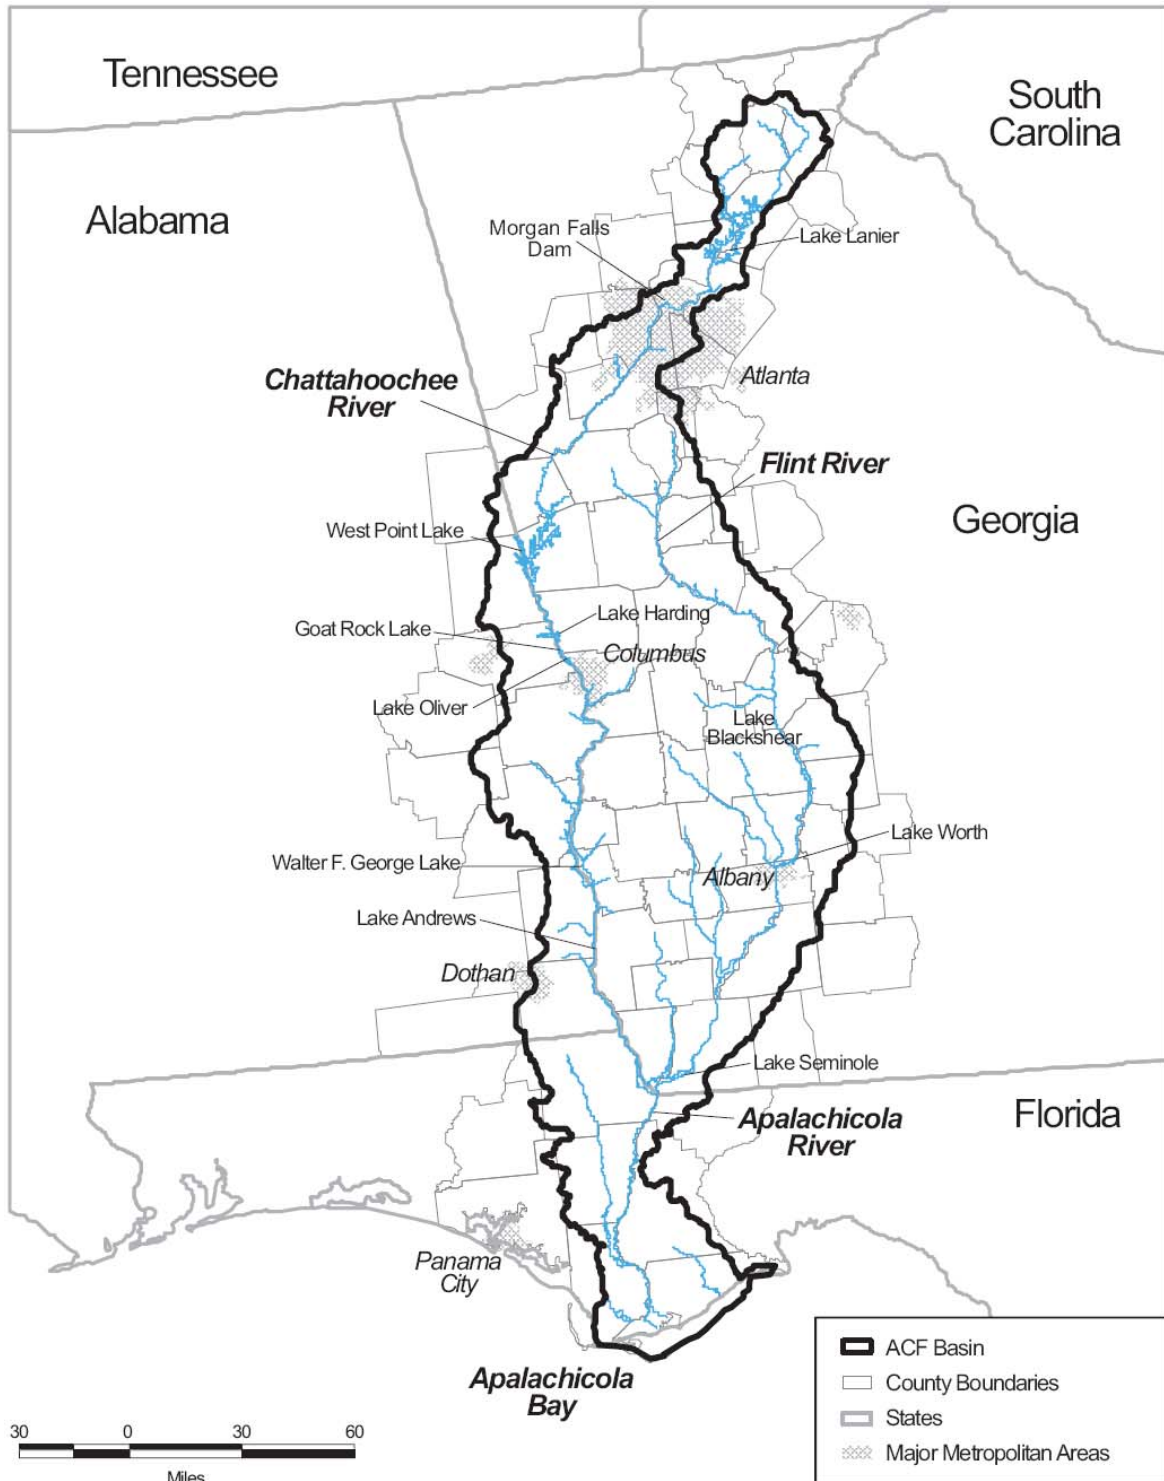 Tennessee
South
Carolina
Alabama
Morgan Falls
Dam
Lake Lanier
Chattahoochee
River
Atlanta
Flint River
West Point Lake
Georgia
Goat Rock Lake
Lake Harding
Columbus
Lake Oliver
Lake
Blackshear
Lake Worth
Walter F. George Lake
Albany
Lake Andrews
Dothan
Lake Seminole
Apalachicola
River
Florida
Panama
City
Apalachicola
Bay
ACF Basin
County Boundaries
States
Major Metropolitan Areas
30 0 30 60
Miles